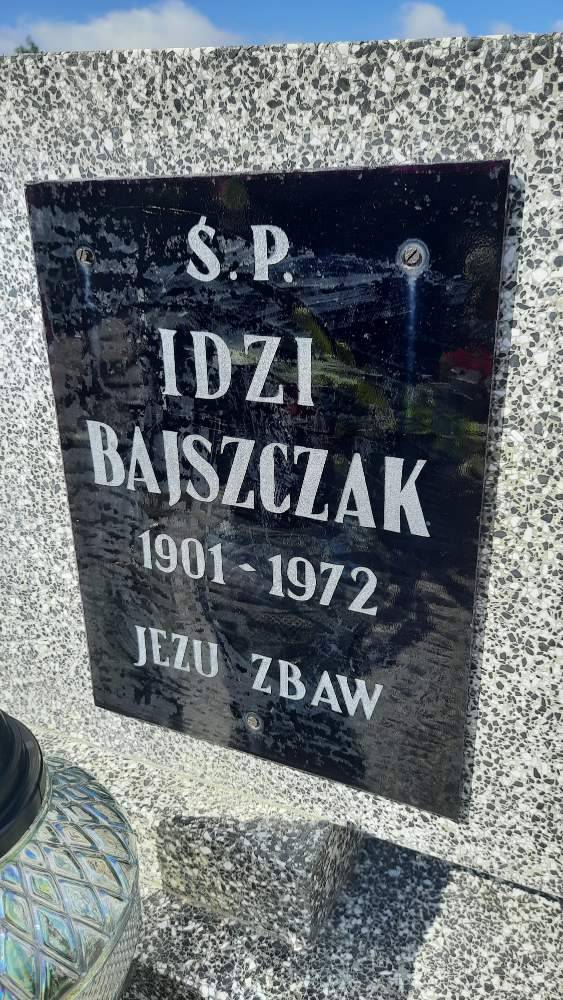 Ś.P.
IDZI
BAJSZCZAK
1901-1972
JEZU ZBAW